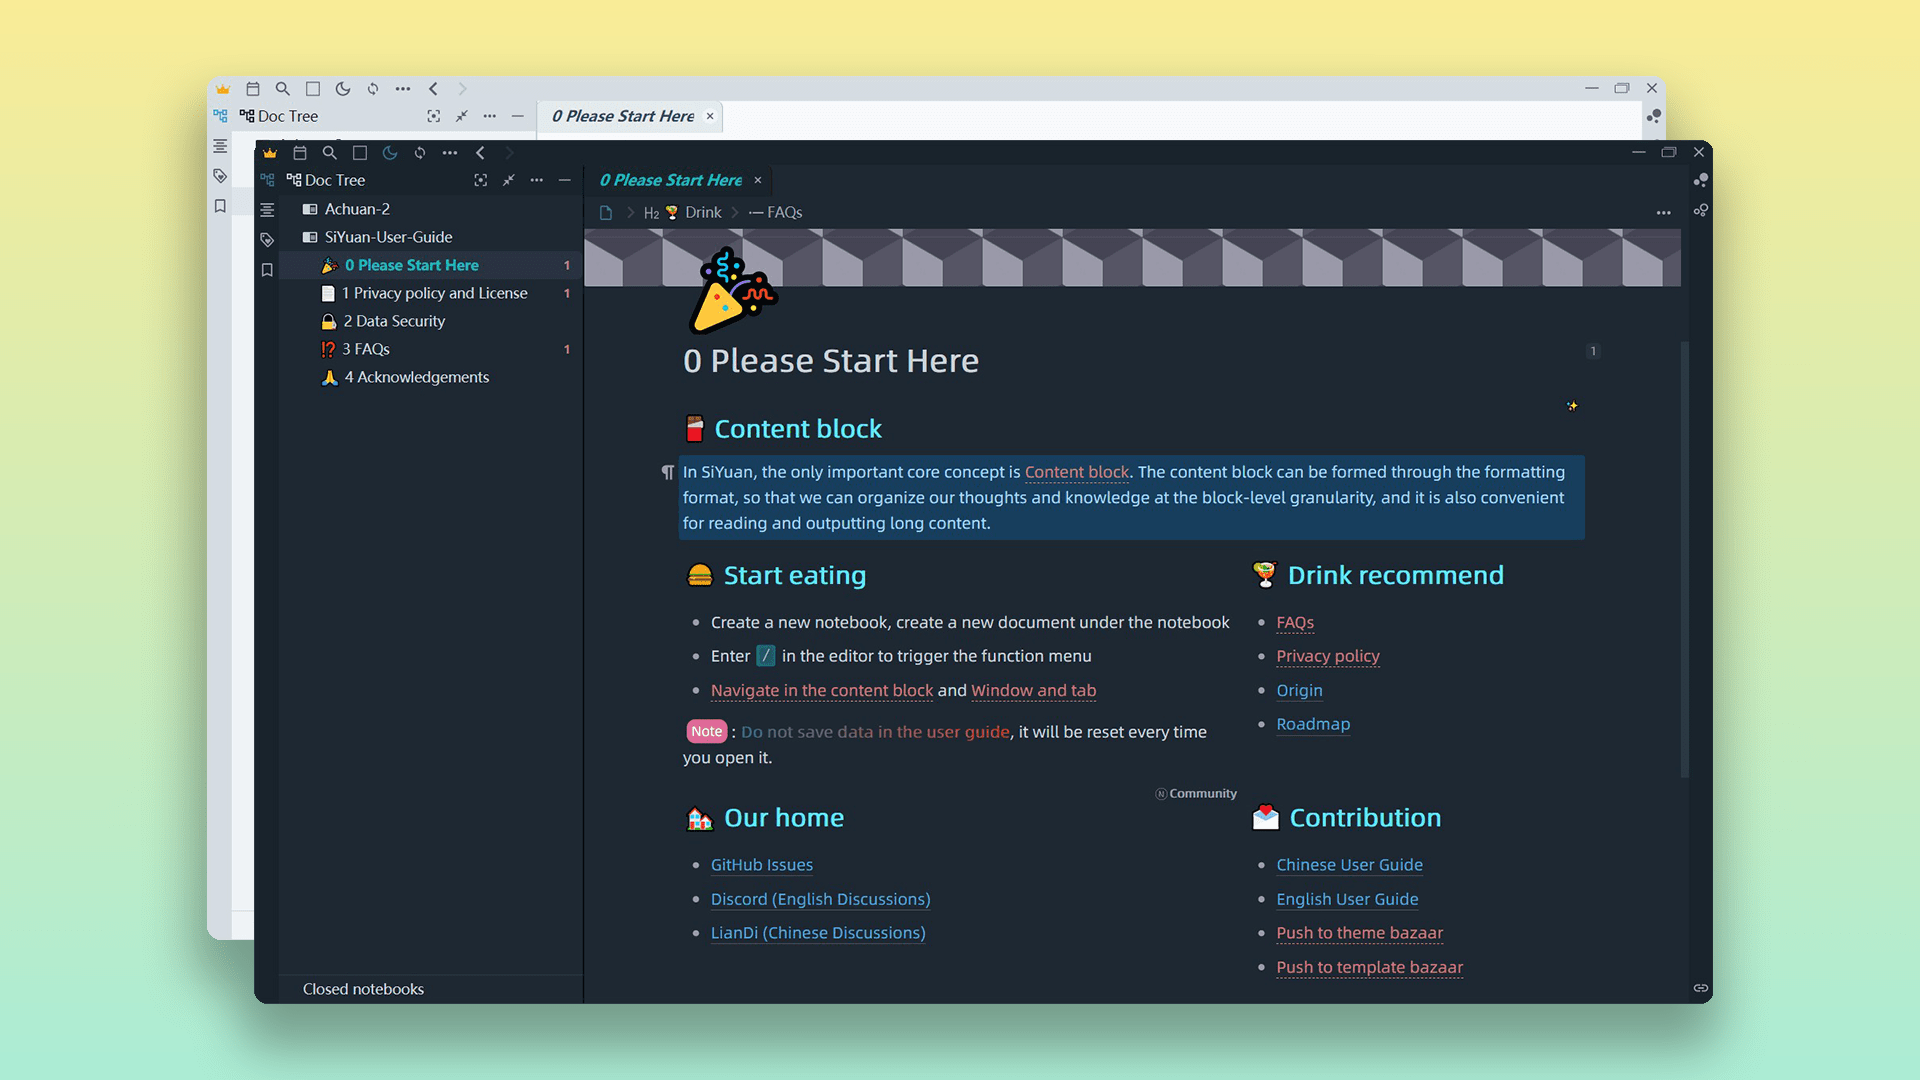 Doc Tree
0 Please Start Here
Doc Tree
Achuan-2
SiYuan-User-Guide
0 Please Start Here 1
1 Privacy policy and License 1
2 Data Security
3 FAQs 1
4 Acknowledgements
Closed notebooks
0 Please Start Here
H2 Drink FAQs
0 Please Start Here
1
Content block
In SiYuan, the only important core concept is Content block. The content block can be formed through the formatting
format, so that we can organize our thoughts and knowledge at the block-level granularity, and it is also convenient
for reading and outputting long content.
Start eating
Create a new notebook, create a new document under the notebook
Enter / in the editor to trigger the function menu
Navigate in the content block and Window and tab
Note : Do not save data in the user guide, it will be reset every time
you open it.
Drink recommend
FAQs
Privacy policy
Origin
Roadmap
N Community
Our home
GitHub Issues
Discord (English Discussions)
LianDi (Chinese Discussions)
Contribution
Chinese User Guide
English User Guide
Push to theme bazaar
Push to template bazaar